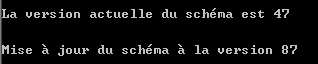 La version actuelle du schéma est 47
Mise à jour du schéma à la version 87